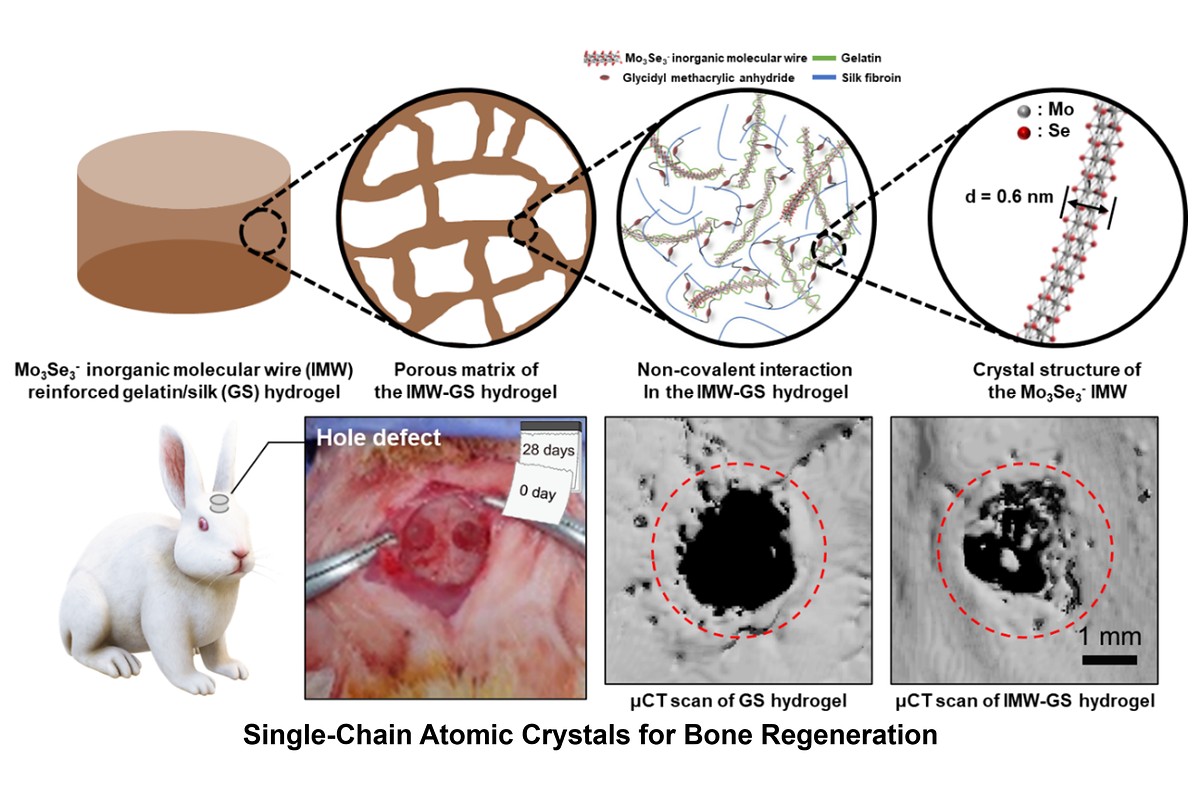 Mo₃Se₃⁻ inorganic molecular wire
Gelatin
Glycidyl methacrylic anhydride
Silk fibroin
: Mo
: Se
d = 0.6 nm
Mo₃Se₃⁻ inorganic molecular wire (IMW)
reinforced gelatin/silk (GS) hydrogel
Porous matrix of
the IMW-GS hydrogel
Non-covalent interaction
In the IMW-GS hydrogel
Crystal structure of
the Mo₃Se₃⁻ IMW
Hole defect
28 days
0 day
1 mm
µCT scan of GS hydrogel
µCT scan of IMW-GS hydrogel
Single-Chain Atomic Crystals for Bone Regeneration